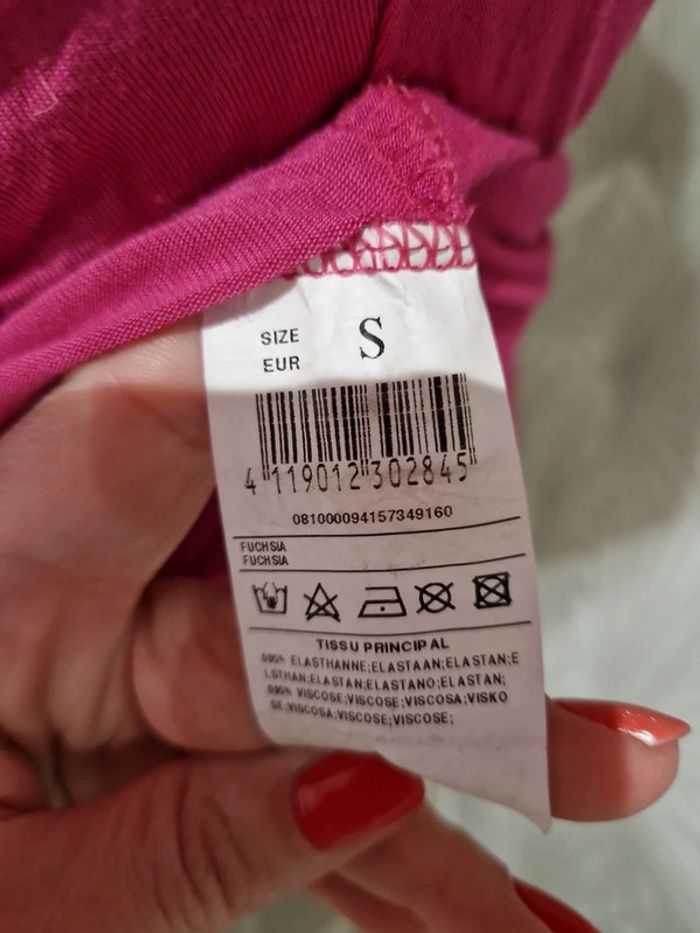 SIZE
EUR
S
4 119012 302845
081000094157349160
FUCHSIA
FUCHSIA
TISSU PRINCIPAL
ELASTHANNE;ELASTAAN;ELASTAN;E
LSTHAN;ELASTAN;ELASTANO;ELASTAN;
VISCOSE;VISCOSE;VISCOSA;VISKO
SE;VISCOSA;VISCOSE;VISCOSE;